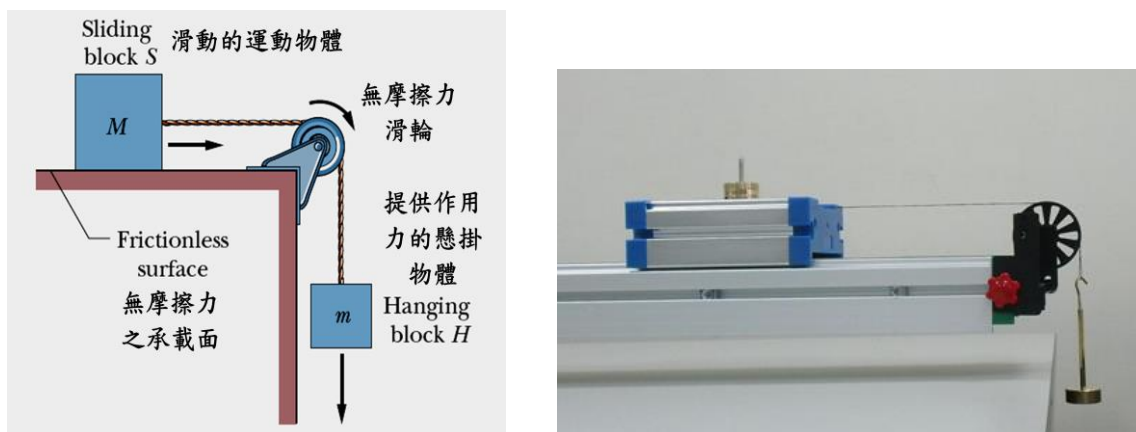 Sliding
block S
滑動的運動物體
M
無摩擦力
滑輪
提供作用
力的懸掛
物體
Frictionless
surface
無摩擦力
之承載面
m
Hanging
block H